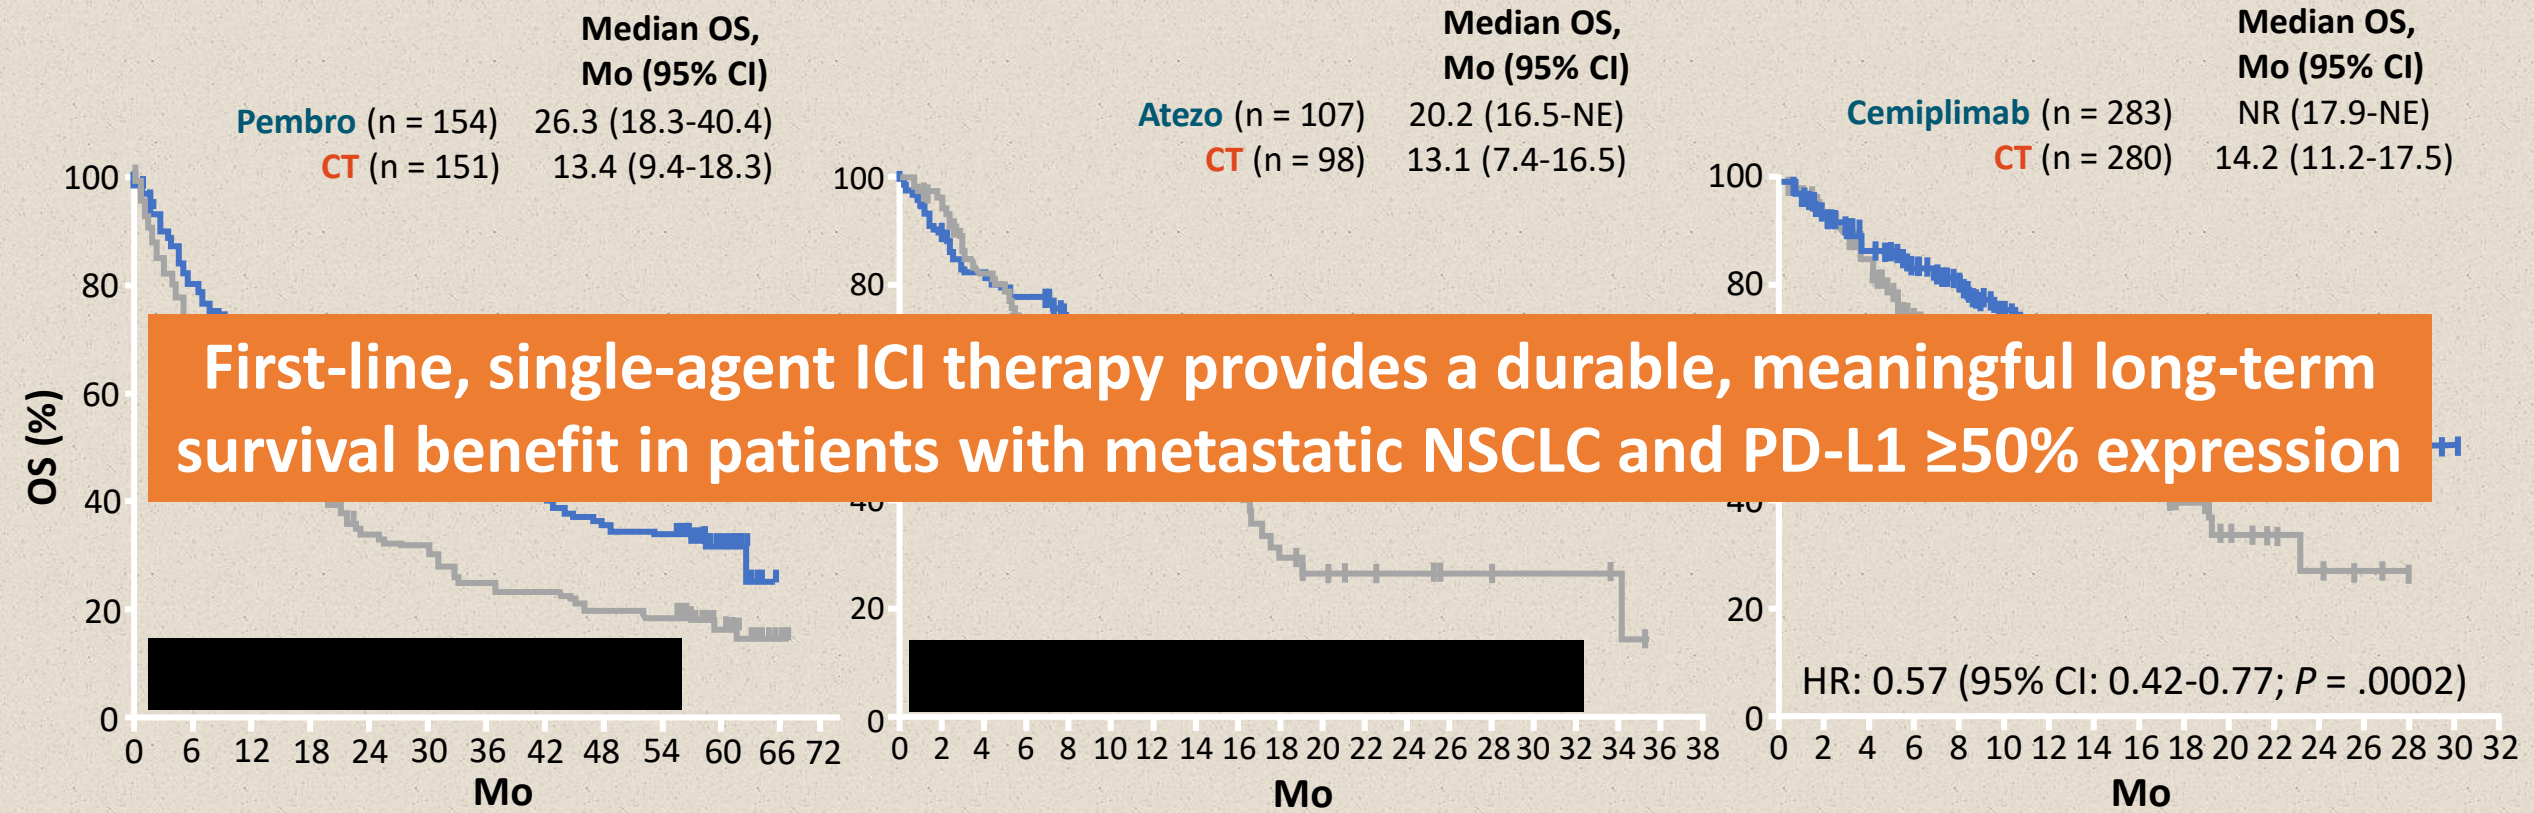 Median OS,
Mo (95% CI)
Pembro (n = 154) 26.3 (18.3-40.4)
CT (n = 151) 13.4 (9.4-18.3)
Median OS,
Mo (95% CI)
Atezo (n = 107) 20.2 (16.5-NE)
CT (n = 98) 13.1 (7.4-16.5)
Median OS,
Mo (95% CI)
Cemiplimab (n = 283) NR (17.9-NE)
CT (n = 280) 14.2 (11.2-17.5)
First-line, single-agent ICI therapy provides a durable, meaningful long-term
survival benefit in patients with metastatic NSCLC and PD-L1 ≥50% expression
OS (%)
100
80
60
40
20
0
0 6 12 18 24 30 36 42 48 54 60 66 72
Mo
100
80
40
20
0
0 2 4 6 8 10 12 14 16 18 20 22 24 26 28 30 32 34 36 38
Mo
100
80
40
20
0
HR: 0.57 (95% CI: 0.42-0.77; P = .0002)
0 2 4 6 8 10 12 14 16 18 20 22 24 26 28 30 32
Mo